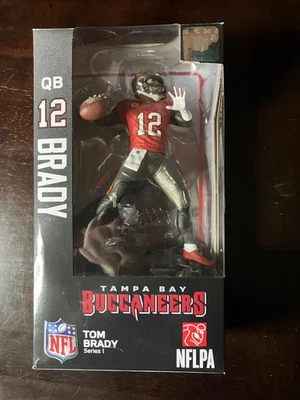 QB
12
BRADY
12
TAMPA BAY
BUCCANEERS
NFL
TOM
BRADY
Series 1
NFLPA